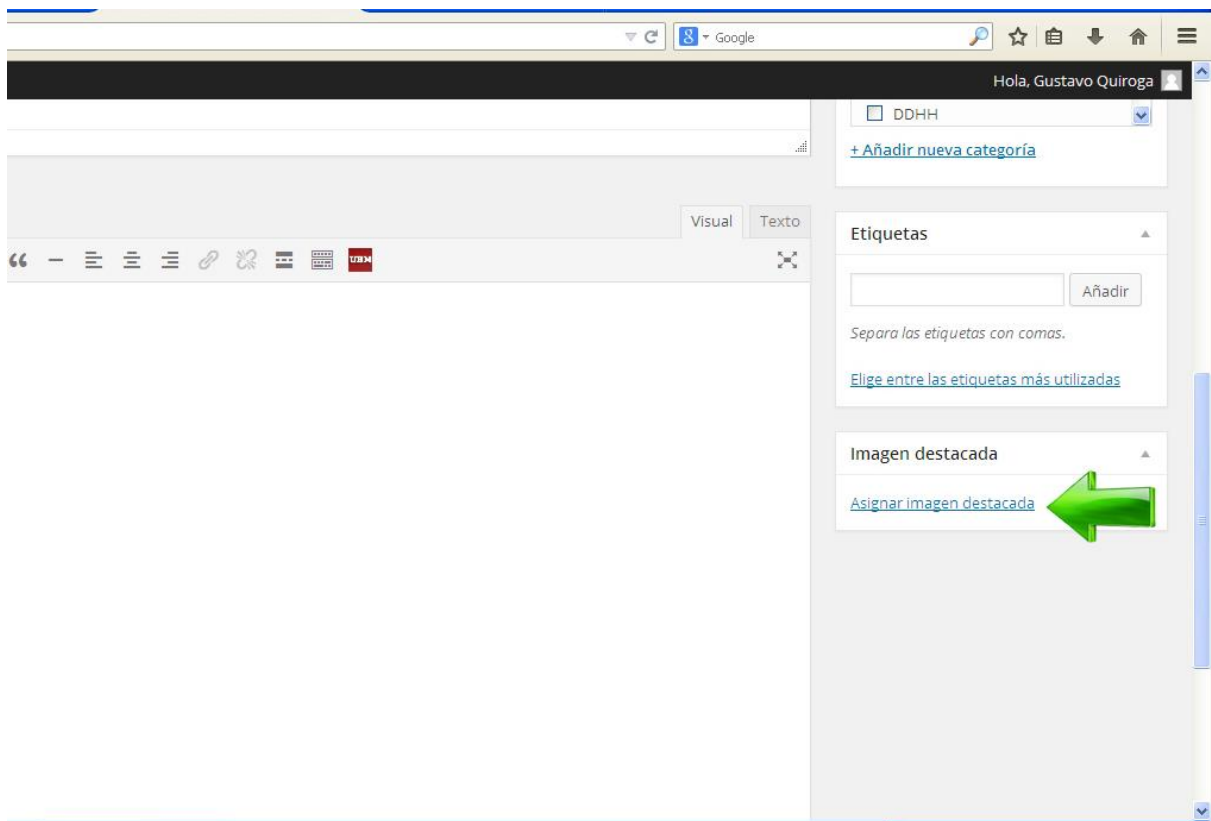 Google
Hola, Gustavo Quiroga
DDHH
+ Añadir nueva categoría
Visual Texto
Etiquetas
UBM
Añadir
Separa las etiquetas con comas.
Elige entre las etiquetas más utilizadas
Imagen destacada
Asignar imagen destacada